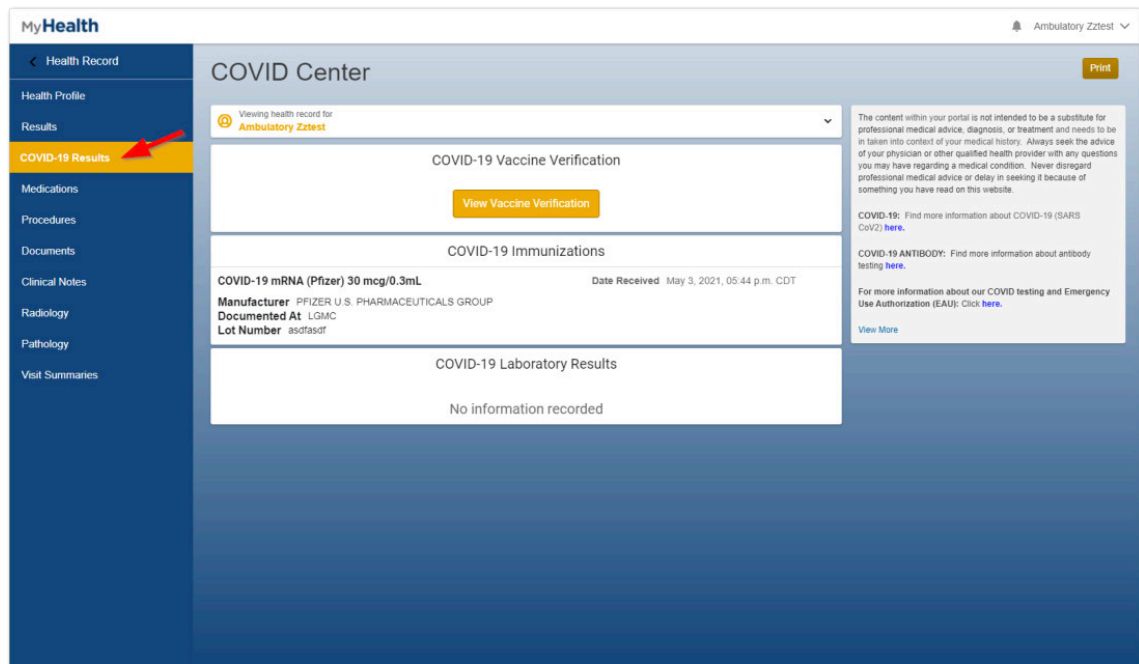 MyHealth
Ambulatory Zztest
Health Record
Health Profile
Results
COVID-19 Results
Medications
Procedures
Documents
Clinical Notes
Radiology
Pathology
Visit Summaries
COVID Center
Print
Viewing health record for
Ambulatory Zztest
COVID-19 Vaccine Verification
View Vaccine Verification
COVID-19 Immunizations
COVID-19 mRNA (Pfizer) 30 mcg/0.3mL
Date Received May 3, 2021, 05:44 p.m. CDT
Manufacturer PFIZER U.S. PHARMACEUTICALS GROUP
Documented At LGMC
Lot Number asdfasdf
COVID-19 Laboratory Results
No information recorded
The content within your portal is not intended to be a substitute for
professional medical advice, diagnosis, or treatment and needs to be
in taken into context of your medical history. Always seek the advice
of your physician or other qualified health provider with any questions
you may have regarding a medical condition. Never disregard
professional medical advice or delay in seeking it because of
something you have read on this website.
COVID-19: Find more information about COVID-19 (SARS
CoV2) here.
COVID-19 ANTIBODY: Find more information about antibody
testing here.
For more information about our COVID testing and Emergency
Use Authorization (EAU): Click here.
View More